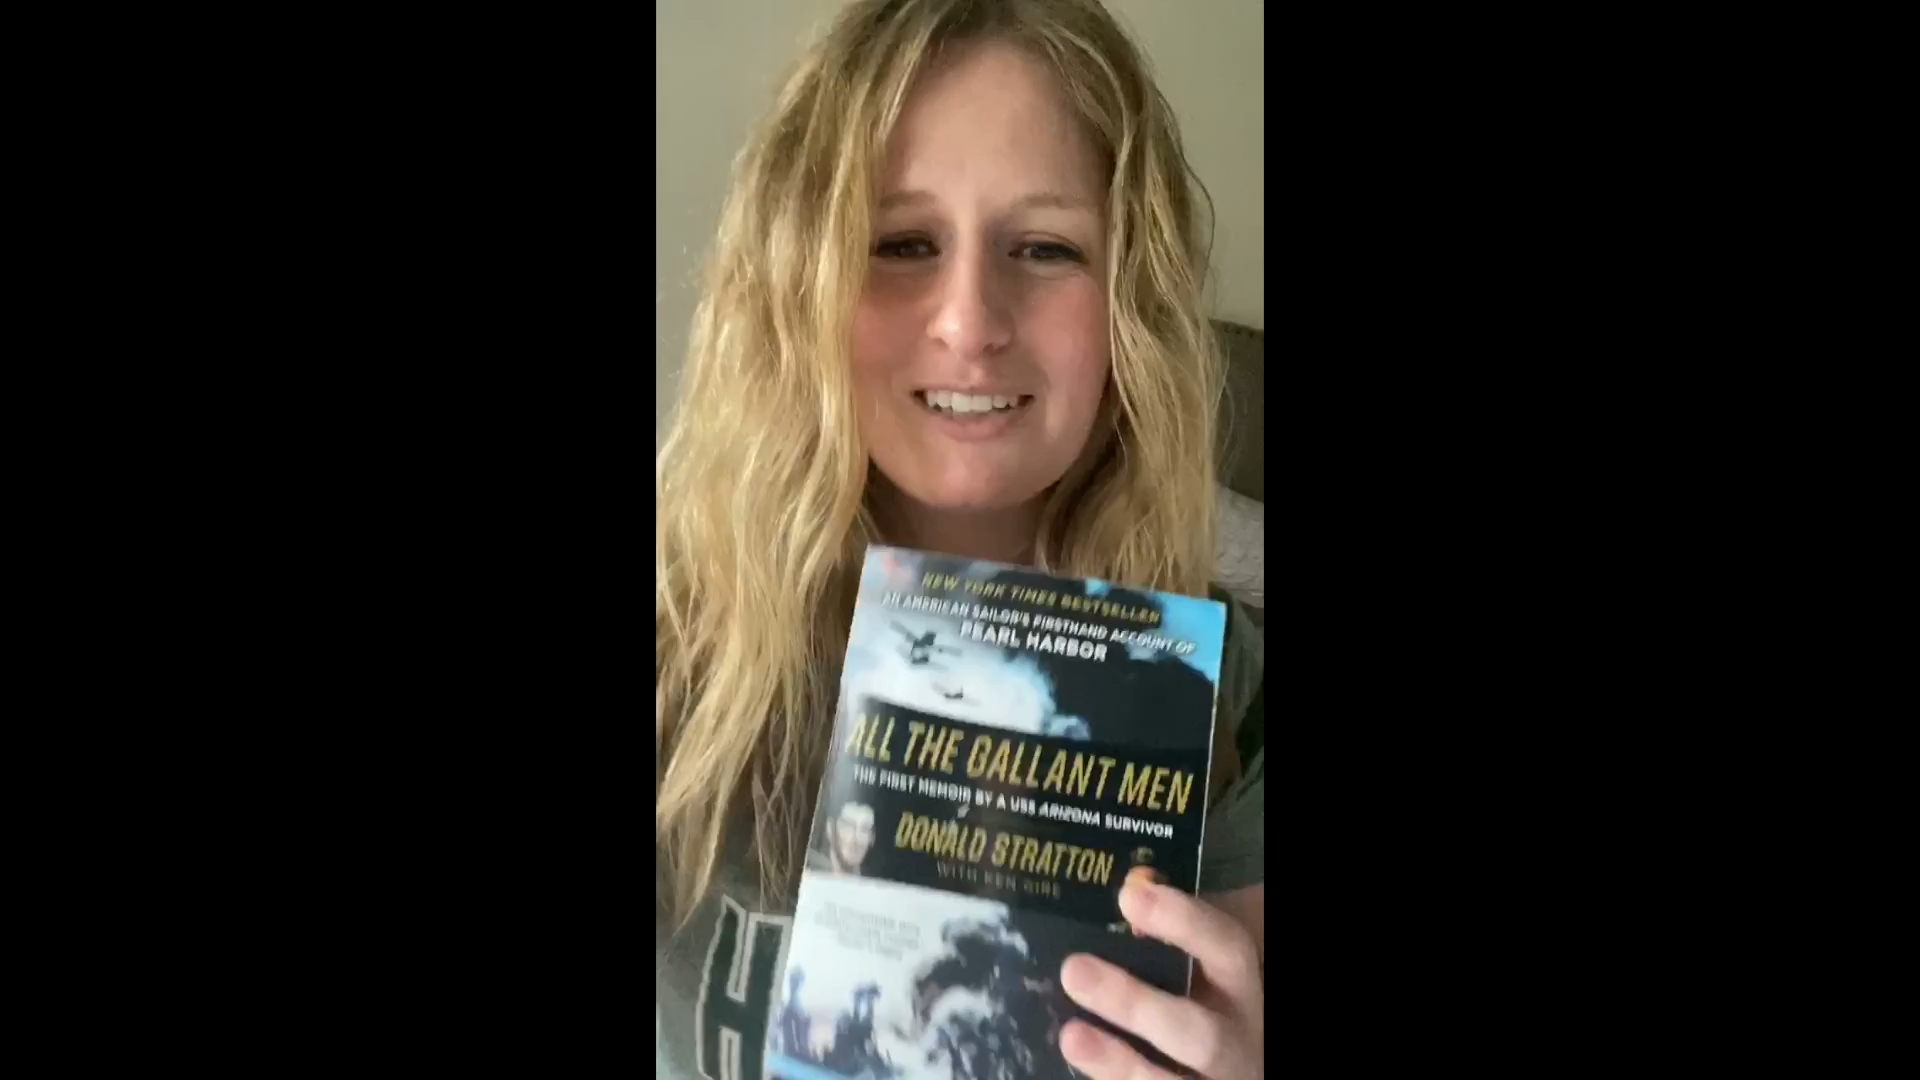 NEW YORK TIMES BESTSELLER
AN AMERICAN SAILOR'S FIRSTHAND ACCOUNT OF
PEARL HARBOR
ALL THE GALLANT MEN
THE FIRST MEMOIR BY A USS ARIZONA SURVIVOR
DONALD STRATTON
WITH KEN GIRE
H